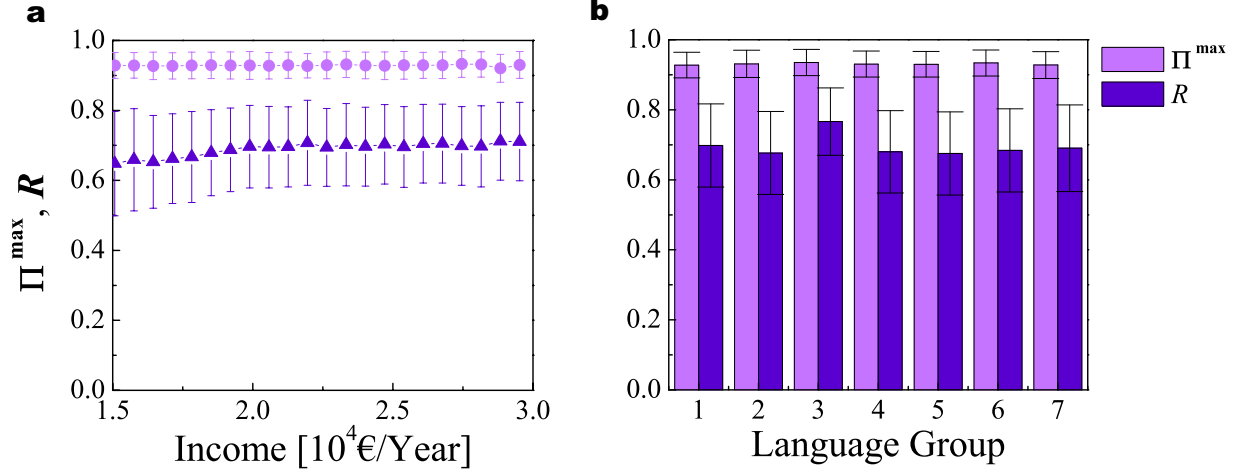 a
1.0
0.8
0.6
0.4
0.2
0.0
Π^max, R
1.5 2.0 2.5 3.0
Income [10^4€/Year]
b
1.0
0.8
0.6
0.4
0.2
0.0
1 2 3 4 5 6 7
Language Group
Π^max
R